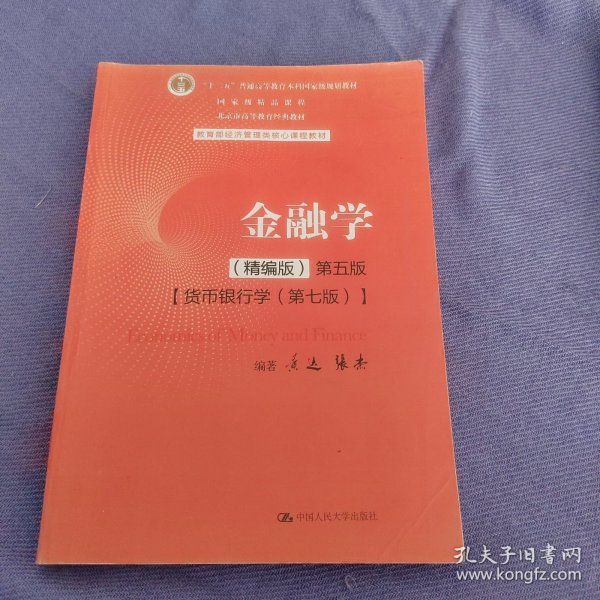 “十二五”普通高等教育本科国家级规划教材
国家级精品课程
北京市高等教育经典教材
教育部经济管理类核心课程教材
金融学
（精编版）第五版
【货币银行学（第七版）】
Economics of Money and Finance
编著 黄达 张杰
中国人民大学出版社
孔夫子旧书网
www.kongfz.com